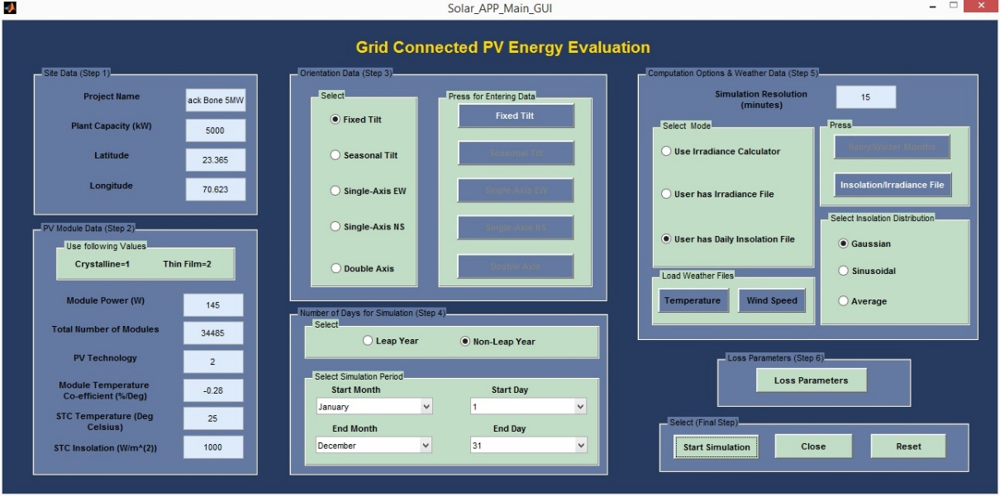 Solar_APP_Main_GUI
Grid Connected PV Energy Evaluation
Site Data (Step 1)
Project Name
ack Bone 5MW
Plant Capacity (kW)
5000
Latitude
23.365
Longitude
70.623
PV Module Data (Step 2)
Use following Values
Crystalline=1 Thin Film=2
Module Power (W)
145
Total Number of Modules
34485
PV Technology
2
Module Temperature
Co-efficient (%/Deg)
-0.28
STC Temperature (Deg
Celsius)
25
STC Insolation (W/m^(2))
1000
Orientation Data (Step 3)
Select
Fixed Tilt
Seasonal Tilt
Single-Axis EW
Single-Axis NS
Double Axis
Press for Entering Data
Fixed Tilt
Seasonal Tilt
Single-Axis EW
Single-Axis NS
Double Axis
Number of Days for Simulation (Step 4)
Select
Leap Year
Non-Leap Year
Select Simulation Period
Start Month
Start Day
January
1
End Month
End Day
December
31
Computation Options & Weather Data (Step 5)
Simulation Resolution
(minutes)
15
Select Mode
Use Irradiance Calculator
User has Irradiance File
User has Daily Insolation File
Press
Rainy/Winter Months
Insolation/Irradiance File
Load Weather Files
Temperature
Wind Speed
Select Insolation Distribution
Gaussian
Sinusoidal
Average
Loss Parameters (Step 6)
Loss Parameters
Select (Final Step)
Start Simulation
Close
Reset